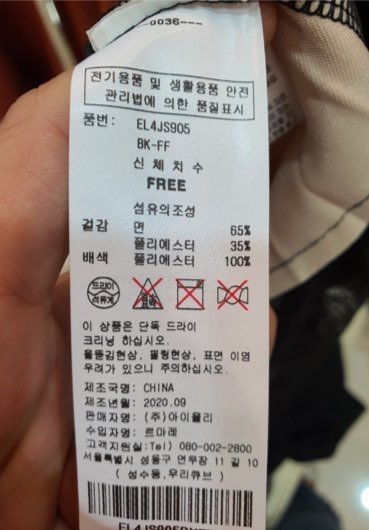 --0036---
전기용품 및 생활용품 안전
관리법에 의한 품질표시
품번: EL4JS905
BK-FF
신체치수
FREE
섬유의조성
겉감 면 65%
폴리에스터 35%
배색 폴리에스터 100%
드라이
석유계
이 상품은 단독 드라이
크리닝 하십시오.
올뜯김현상, 필링현상, 표면 이염
우려가 있으니 주의하십시오.
제조국명: CHINA
제조년월: 2020.09
판매자명: (주)아이올리
수입자명: 르마레
고객지원실:Tel) 080-002-2800
서울특별시 성동구 연무장 11 길 10
( 성수동,우리큐브 )